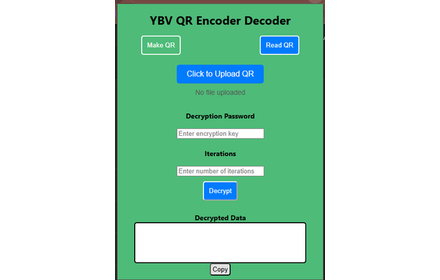 YBV QR Encoder Decoder
Make QR Read QR
Click to Upload QR
No file uploaded
Decryption Password
Enter encryption key
Iterations
Enter number of iterations
Decrypt
Decrypted Data
Copy